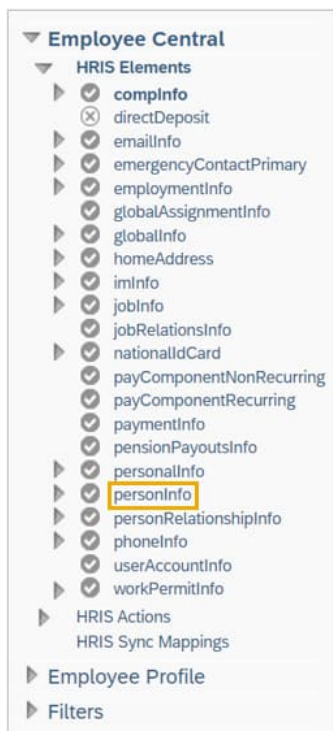 Employee Central
HRIS Elements
compInfo
directDeposit
emailInfo
emergencyContactPrimary
employmentInfo
globalAssignmentInfo
globalInfo
homeAddress
imInfo
jobInfo
jobRelationsInfo
nationalIdCard
payComponentNonRecurring
payComponentRecurring
paymentInfo
pensionPayoutsInfo
personalInfo
personInfo
personRelationshipInfo
phoneInfo
userAccountInfo
workPermitInfo
HRIS Actions
HRIS Sync Mappings
Employee Profile
Filters